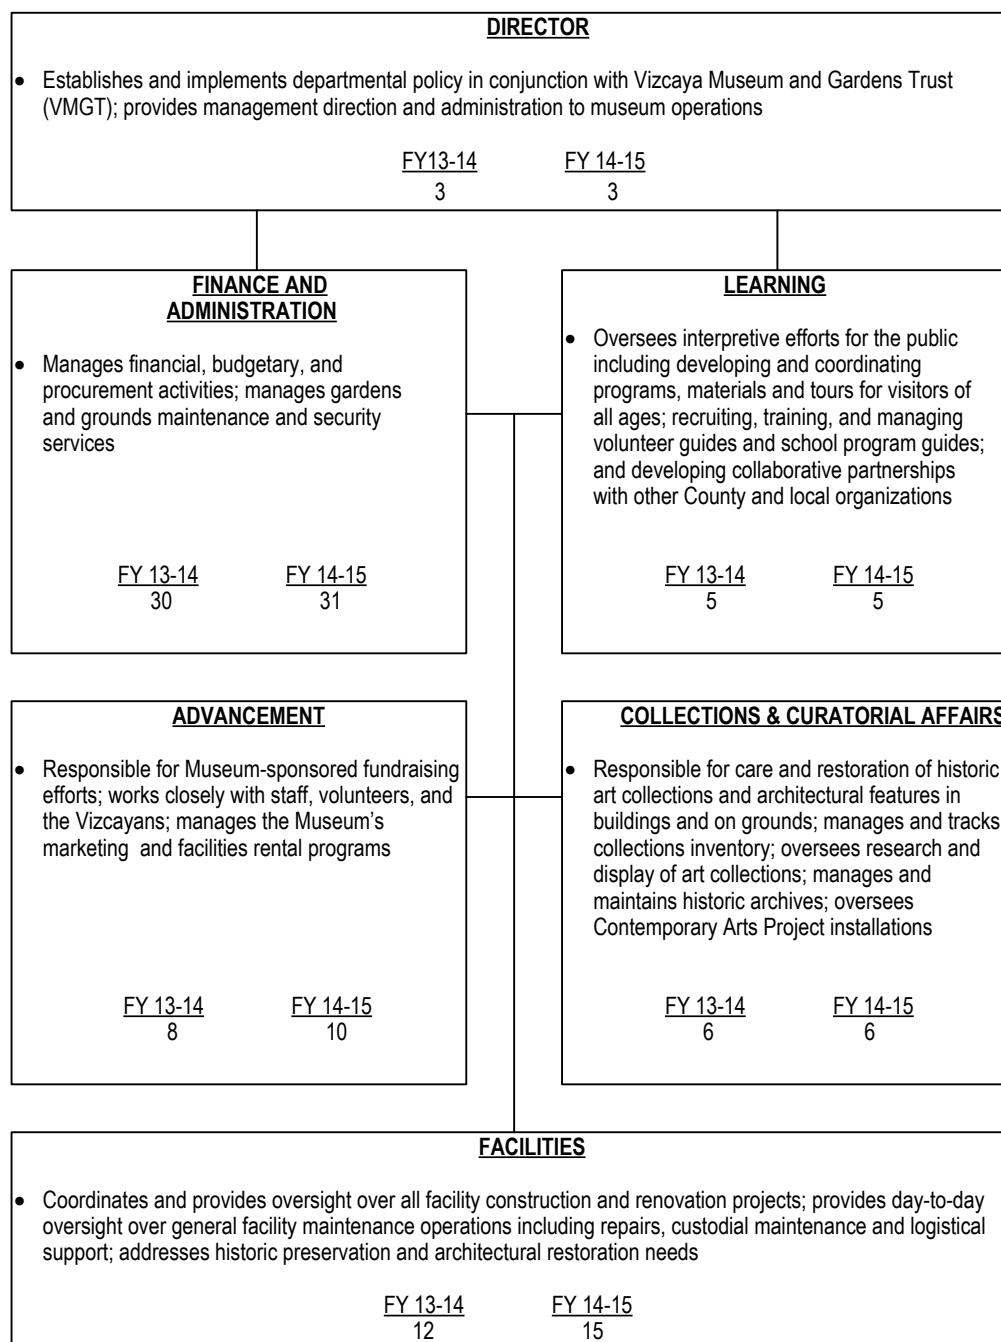 DIRECTOR
• Establishes and implements departmental policy in conjunction with Vizcaya Museum and Gardens Trust
(VMGT); provides management direction and administration to museum operations
FY13-14 FY 14-15
3 3
FINANCE AND
ADMINISTRATION
• Manages financial, budgetary, and
procurement activities; manages gardens
and grounds maintenance and security
services
FY 13-14 FY 14-15
30 31
LEARNING
• Oversees interpretive efforts for the public
including developing and coordinating
programs, materials and tours for visitors of
all ages; recruiting, training, and managing
volunteer guides and school program guides;
and developing collaborative partnerships
with other County and local organizations
FY 13-14 FY 14-15
5 5
ADVANCEMENT
• Responsible for Museum-sponsored fundraising
efforts; works closely with staff, volunteers, and
the Vizcayans; manages the Museum's
marketing and facilities rental programs
FY 13-14 FY 14-15
8 10
COLLECTIONS & CURATORIAL AFFAIRS
• Responsible for care and restoration of historic
art collections and architectural features in
buildings and on grounds; manages and tracks
collections inventory; oversees research and
display of art collections; manages and
maintains historic archives; oversees
Contemporary Arts Project installations
FY 13-14 FY 14-15
6 6
FACILITIES
• Coordinates and provides oversight over all facility construction and renovation projects; provides day-to-day
oversight over general facility maintenance operations including repairs, custodial maintenance and logistical
support; addresses historic preservation and architectural restoration needs
FY 13-14 FY 14-15
12 15